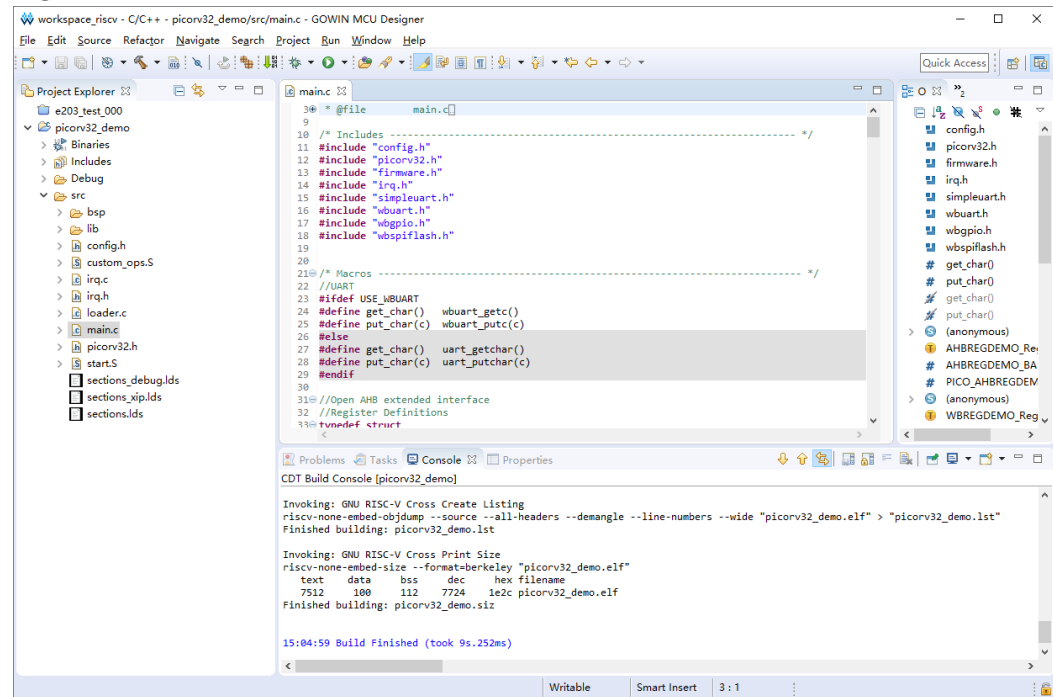 workspace_riscv - C/C++ - picorv32_demo/src/main.c - GOWIN MCU Designer
File Edit Source Refactor Navigate Search Project Run Window Help
Quick Access
Project Explorer
e203_test_000
picorv32_demo
Binaries
Includes
Debug
src
bsp
lib
config.h
custom_ops.S
irq.c
irq.h
loader.c
main.c
picorv32.h
start.S
sections_debug.lds
sections_xip.lds
sections.lds
main.c
3 * @file main.c
9
10 /* Includes ------------------------------------------------------------------ */
11 #include "config.h"
12 #include "picorv32.h"
13 #include "firmware.h"
14 #include "irq.h"
15 #include "simpleuart.h"
16 #include "wbuart.h"
17 #include "wbgpio.h"
18 #include "wbspiflash.h"
19
20
21 /* Macros -------------------------------------------------------------------- */
22 //UART
23 #ifdef USE_WBUART
24 #define get_char() wbuart_getc()
25 #define put_char(c) wbuart_putc(c)
26 #else
27 #define get_char() uart_getchar()
28 #define put_char(c) uart_putchar(c)
29 #endif
30
31 //Open AHB extended interface
32 //Register Definitions
33 typedef struct
O
2
config.h
picorv32.h
firmware.h
irq.h
simpleuart.h
wbuart.h
wbgpio.h
wbspiflash.h
get_char()
put_char()
get_char()
put_char()
(anonymous)
AHBREGDEMO_Re
AHBREGDEMO_BA
PICO_AHBREGDEM
(anonymous)
WBREGDEMO_Reg
Problems Tasks Console Properties
CDT Build Console [picorv32_demo]
Invoking: GNU RISC-V Cross Create Listing
riscv-none-embed-objdump --source --all-headers --demangle --line-numbers --wide "picorv32_demo.elf" > "picorv32_demo.lst"
Finished building: picorv32_demo.lst
Invoking: GNU RISC-V Cross Print Size
riscv-none-embed-size --format=berkeley "picorv32_demo.elf"
text data bss dec hex filename
7512 100 112 7724 1e2c picorv32_demo.elf
Finished building: picorv32_demo.siz
15:04:59 Build Finished (took 9s.252ms)
Writable Smart Insert 3 : 1